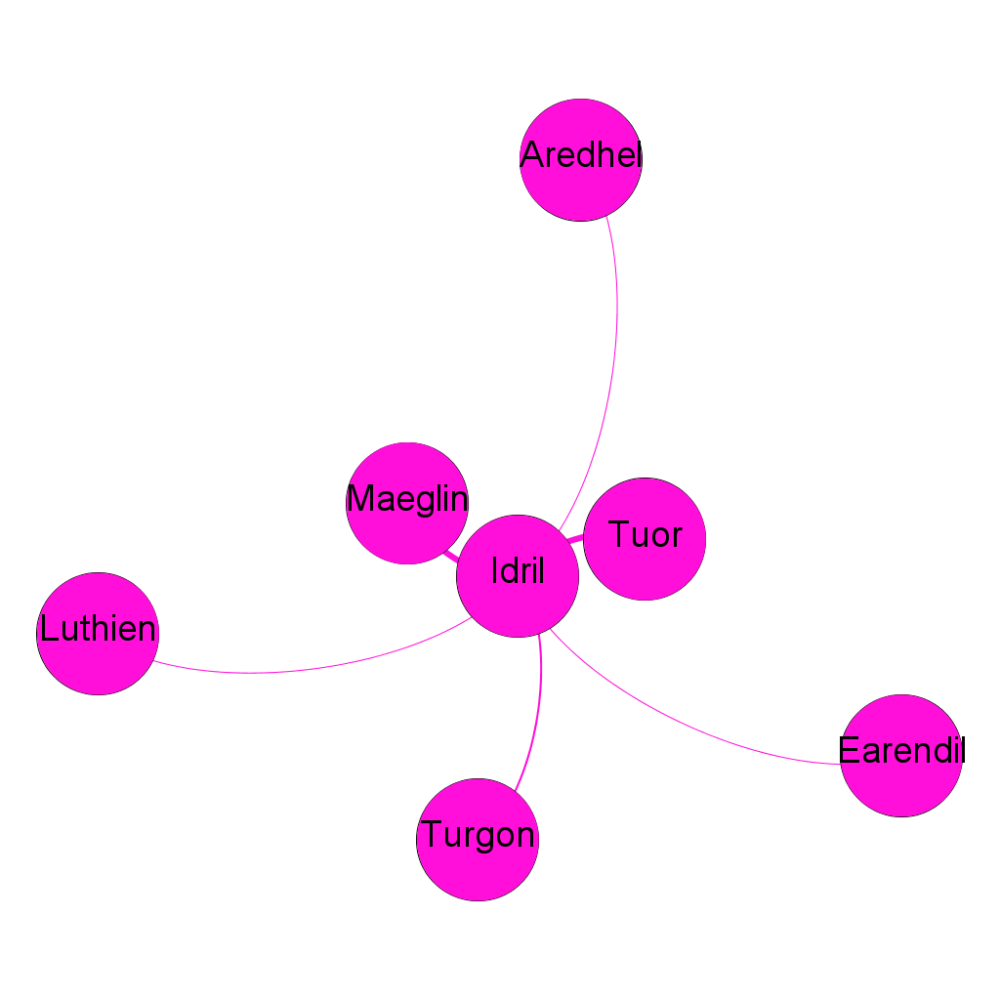 Aredhel
Maeglin
Tuor
Idril
Luthien
Earendil
Turgon